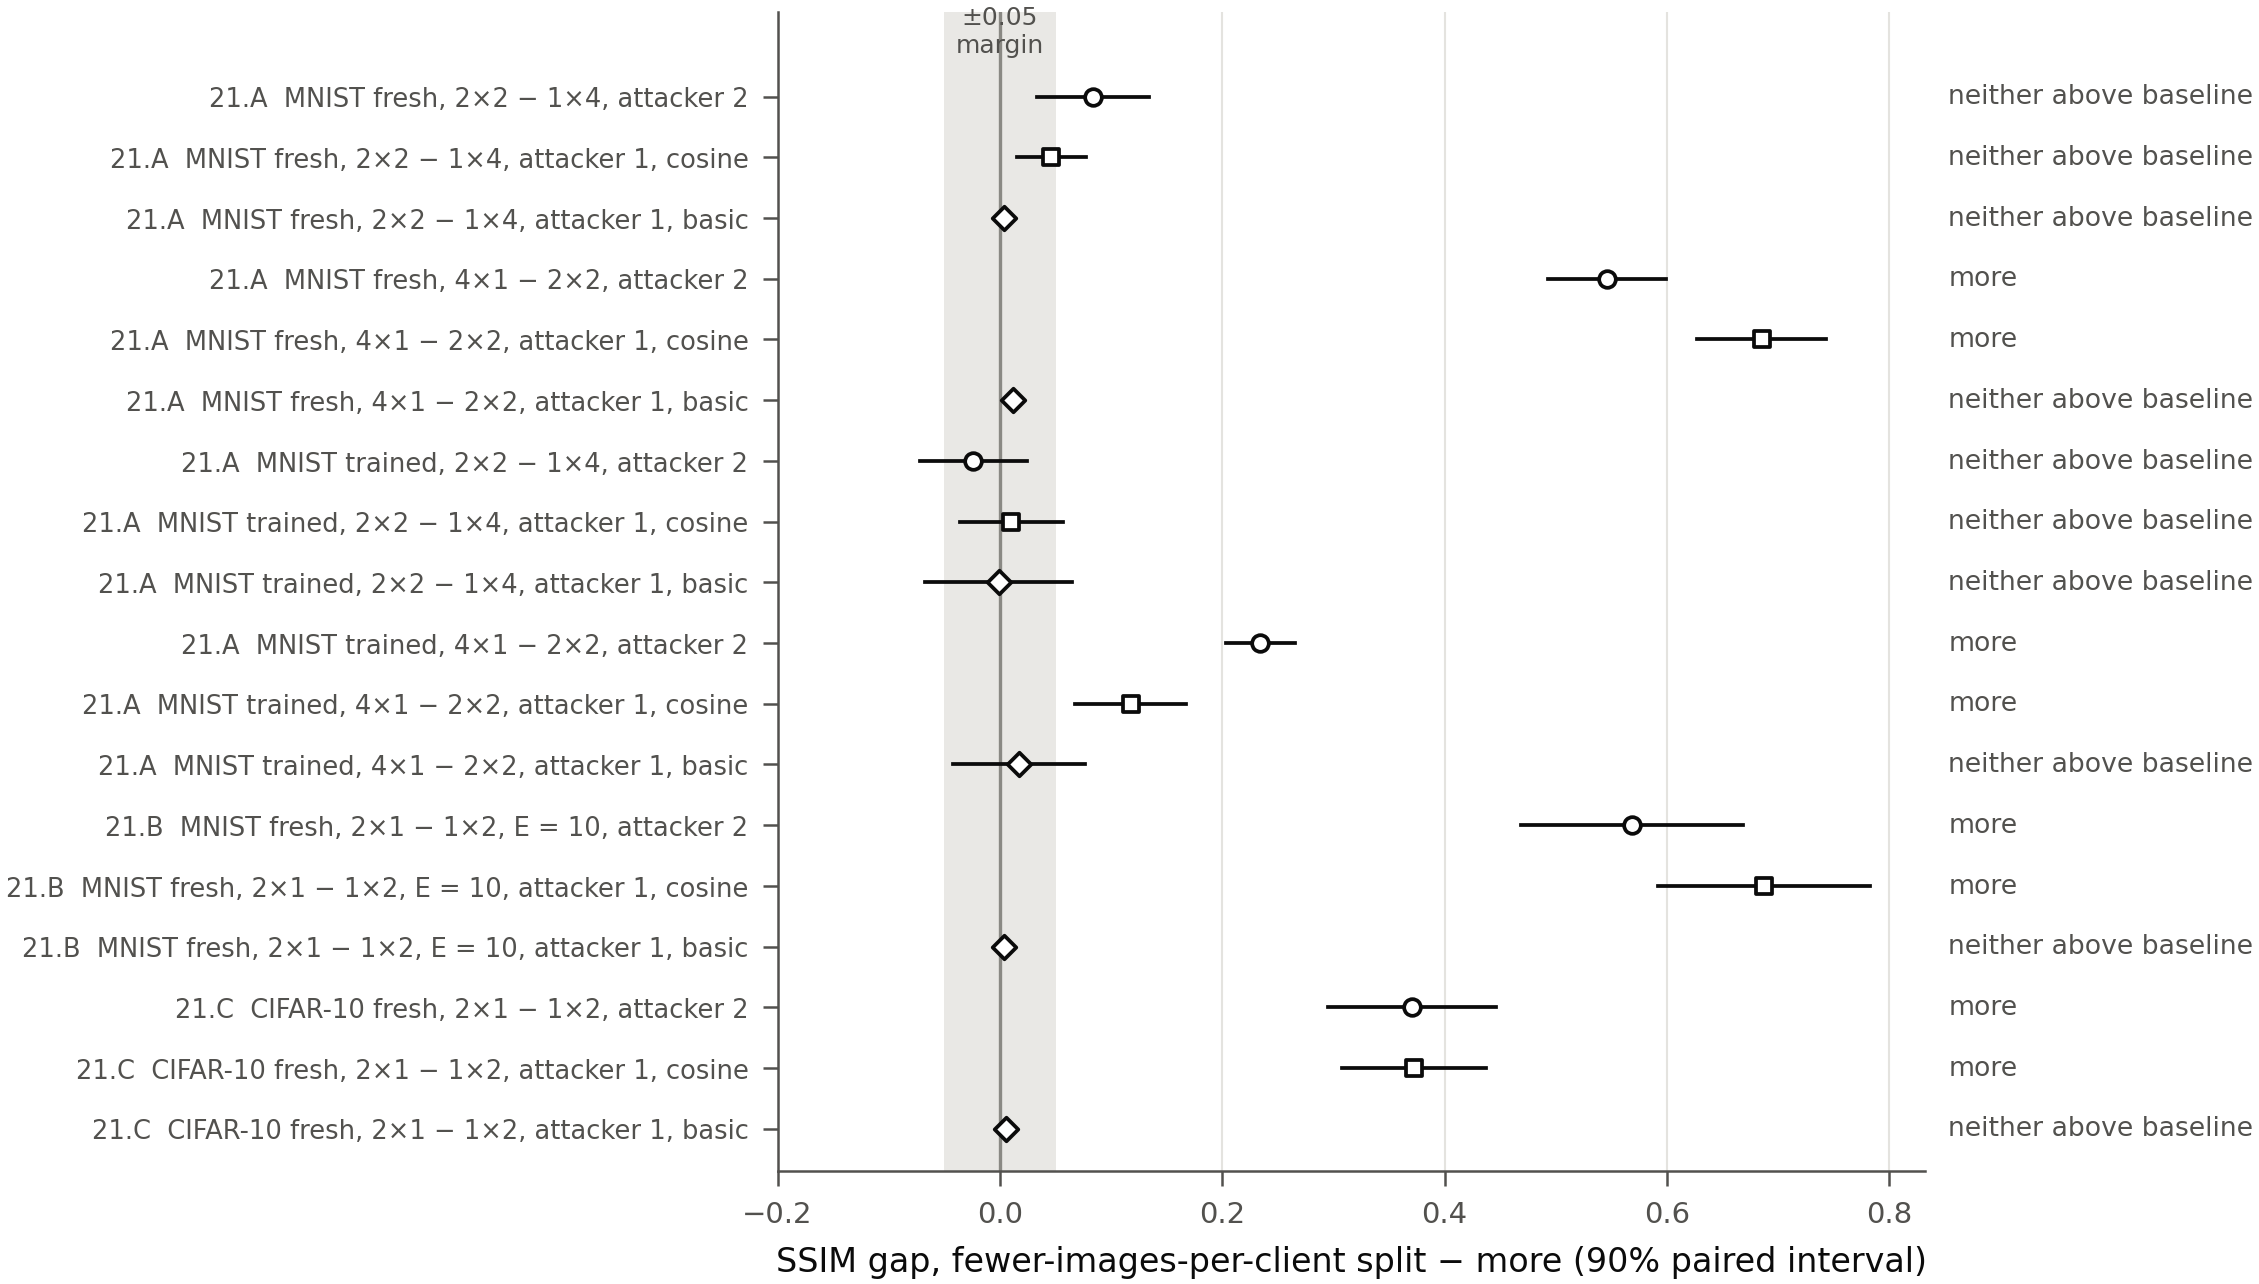 ±0.05
margin
21.A  MNIST fresh, 2×2 − 1×4, attacker 2 neither above baseline
21.A  MNIST fresh, 2×2 − 1×4, attacker 1, cosine neither above baseline
21.A  MNIST fresh, 2×2 − 1×4, attacker 1, basic neither above baseline
21.A  MNIST fresh, 4×1 − 2×2, attacker 2 more
21.A  MNIST fresh, 4×1 − 2×2, attacker 1, cosine more
21.A  MNIST fresh, 4×1 − 2×2, attacker 1, basic neither above baseline
21.A  MNIST trained, 2×2 − 1×4, attacker 2 neither above baseline
21.A  MNIST trained, 2×2 − 1×4, attacker 1, cosine neither above baseline
21.A  MNIST trained, 2×2 − 1×4, attacker 1, basic neither above baseline
21.A  MNIST trained, 4×1 − 2×2, attacker 2 more
21.A  MNIST trained, 4×1 − 2×2, attacker 1, cosine more
21.A  MNIST trained, 4×1 − 2×2, attacker 1, basic neither above baseline
21.B  MNIST fresh, 2×1 − 1×2, E = 10, attacker 2 more
21.B  MNIST fresh, 2×1 − 1×2, E = 10, attacker 1, cosine more
21.B  MNIST fresh, 2×1 − 1×2, E = 10, attacker 1, basic neither above baseline
21.C  CIFAR-10 fresh, 2×1 − 1×2, attacker 2 more
21.C  CIFAR-10 fresh, 2×1 − 1×2, attacker 1, cosine more
21.C  CIFAR-10 fresh, 2×1 − 1×2, attacker 1, basic neither above baseline
−0.2 0.0 0.2 0.4 0.6 0.8
SSIM gap, fewer-images-per-client split − more (90% paired interval)